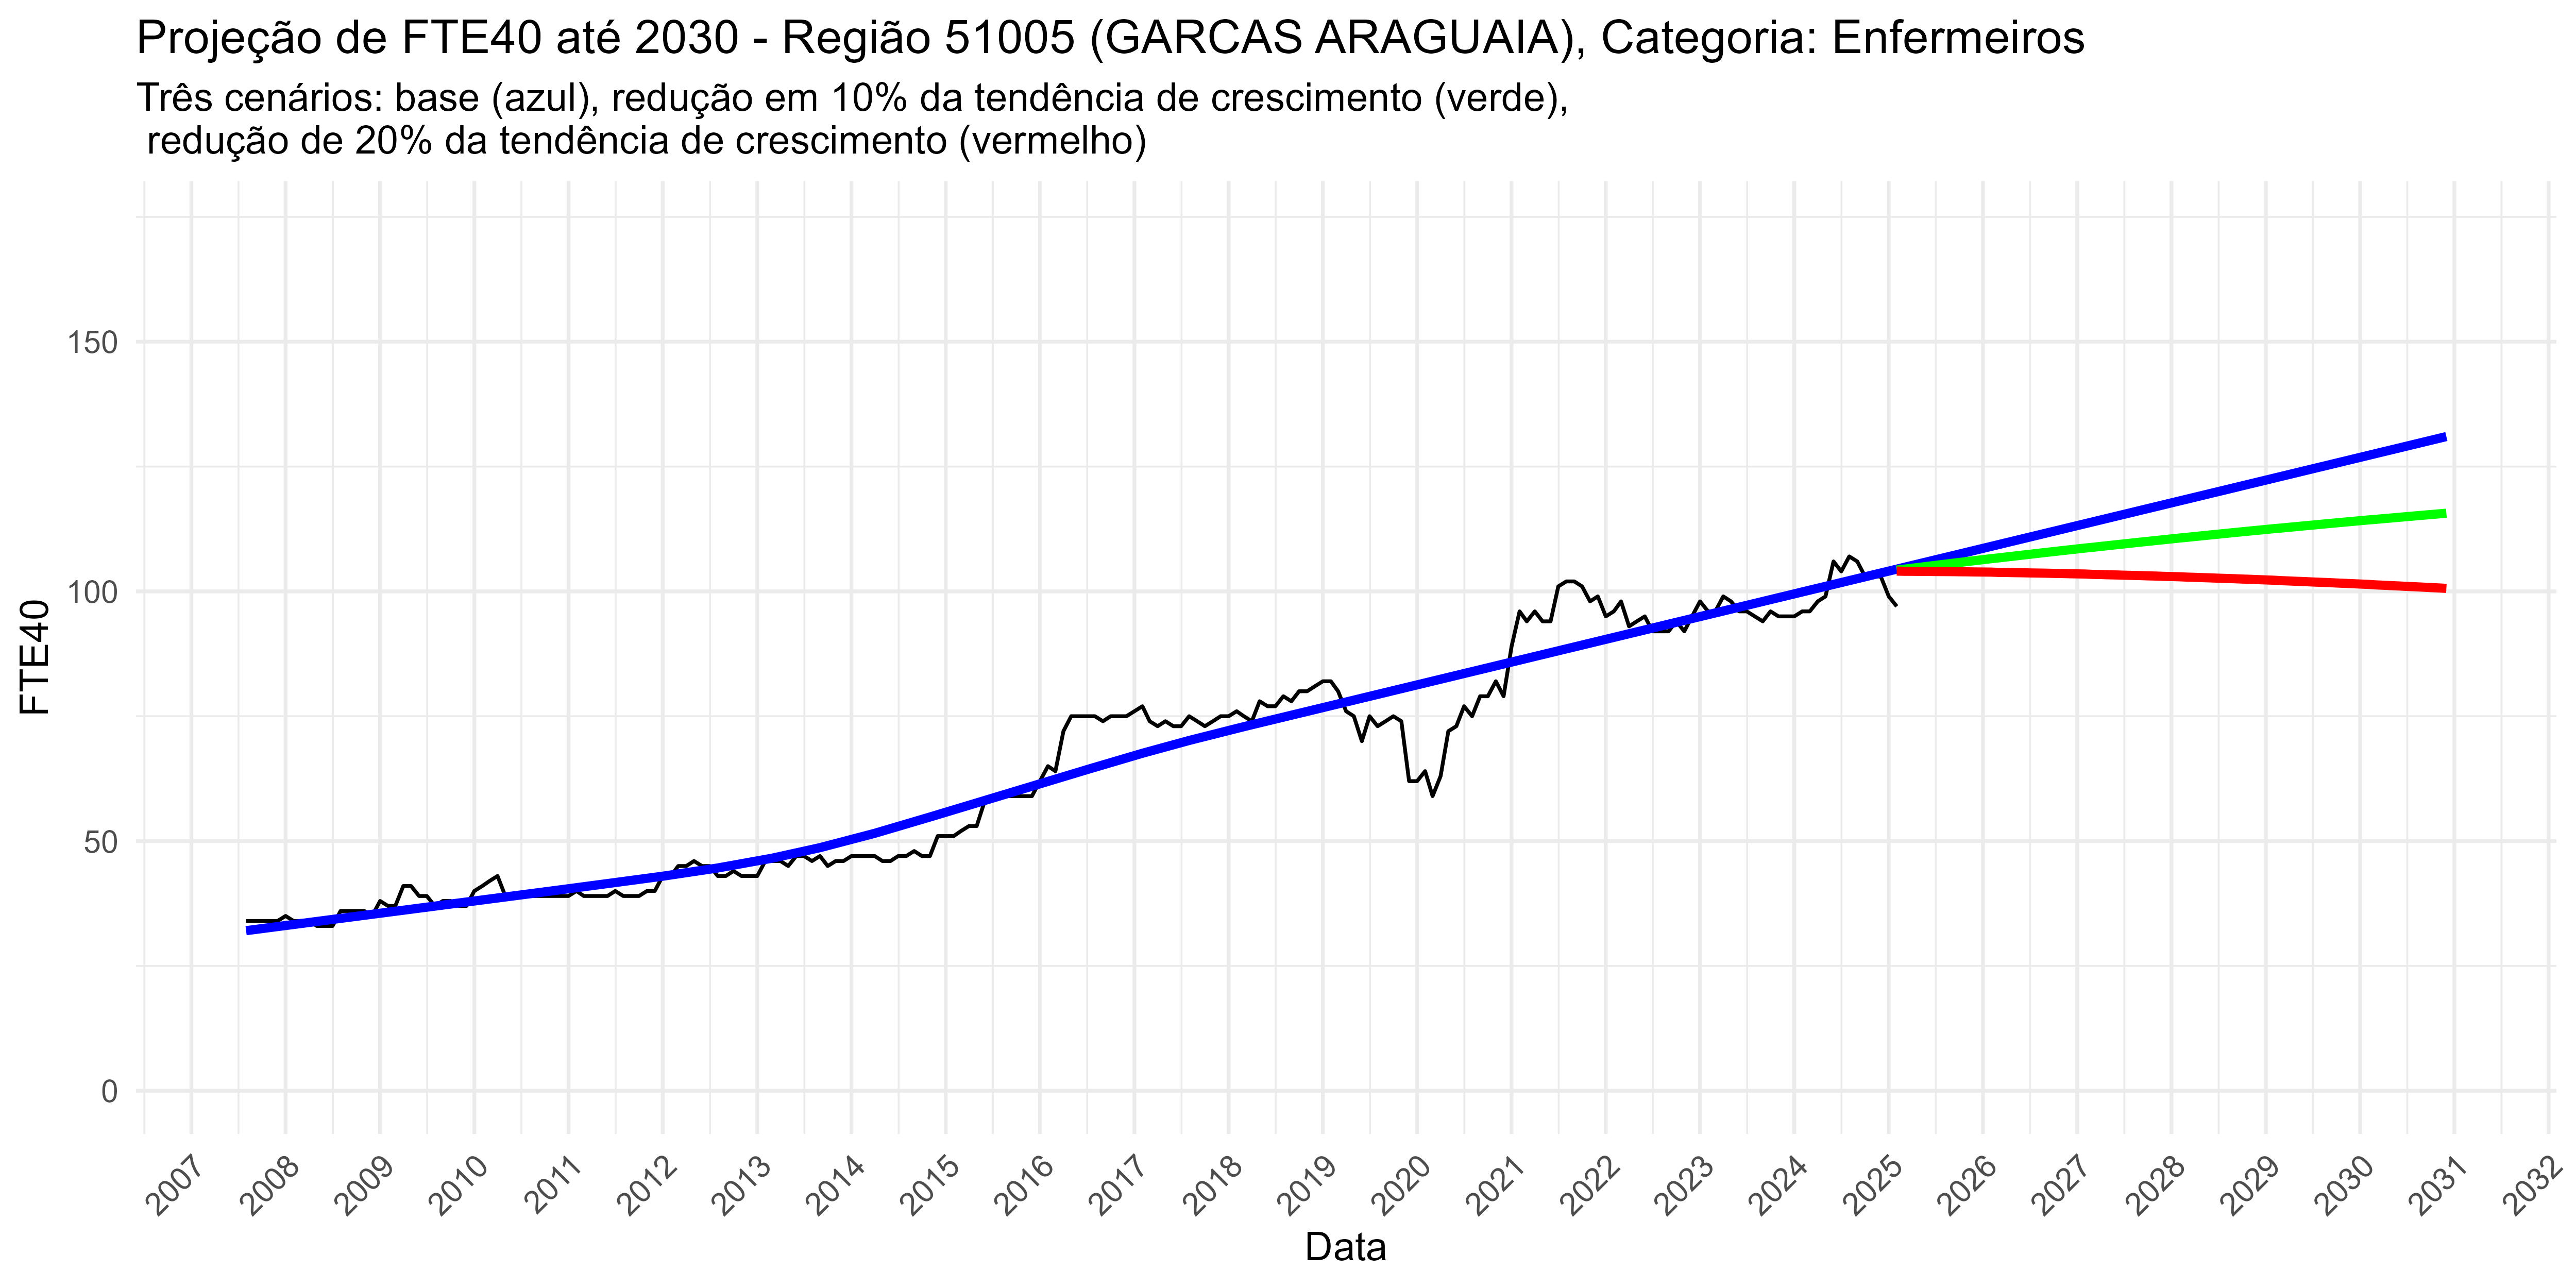 Projeção de FTE40 até 2030 - Região 51005 (GARCAS ARAGUAIA), Categoria: Enfermeiros
Três cenários: base (azul), redução em 10% da tendência de crescimento (verde),
redução de 20% da tendência de crescimento (vermelho)
FTE40
150
100
50
0
2007 2008 2009 2010 2011 2012 2013 2014 2015 2016 2017 2018 2019 2020 2021 2022 2023 2024 2025 2026 2027 2028 2029 2030 2031 2032
Data